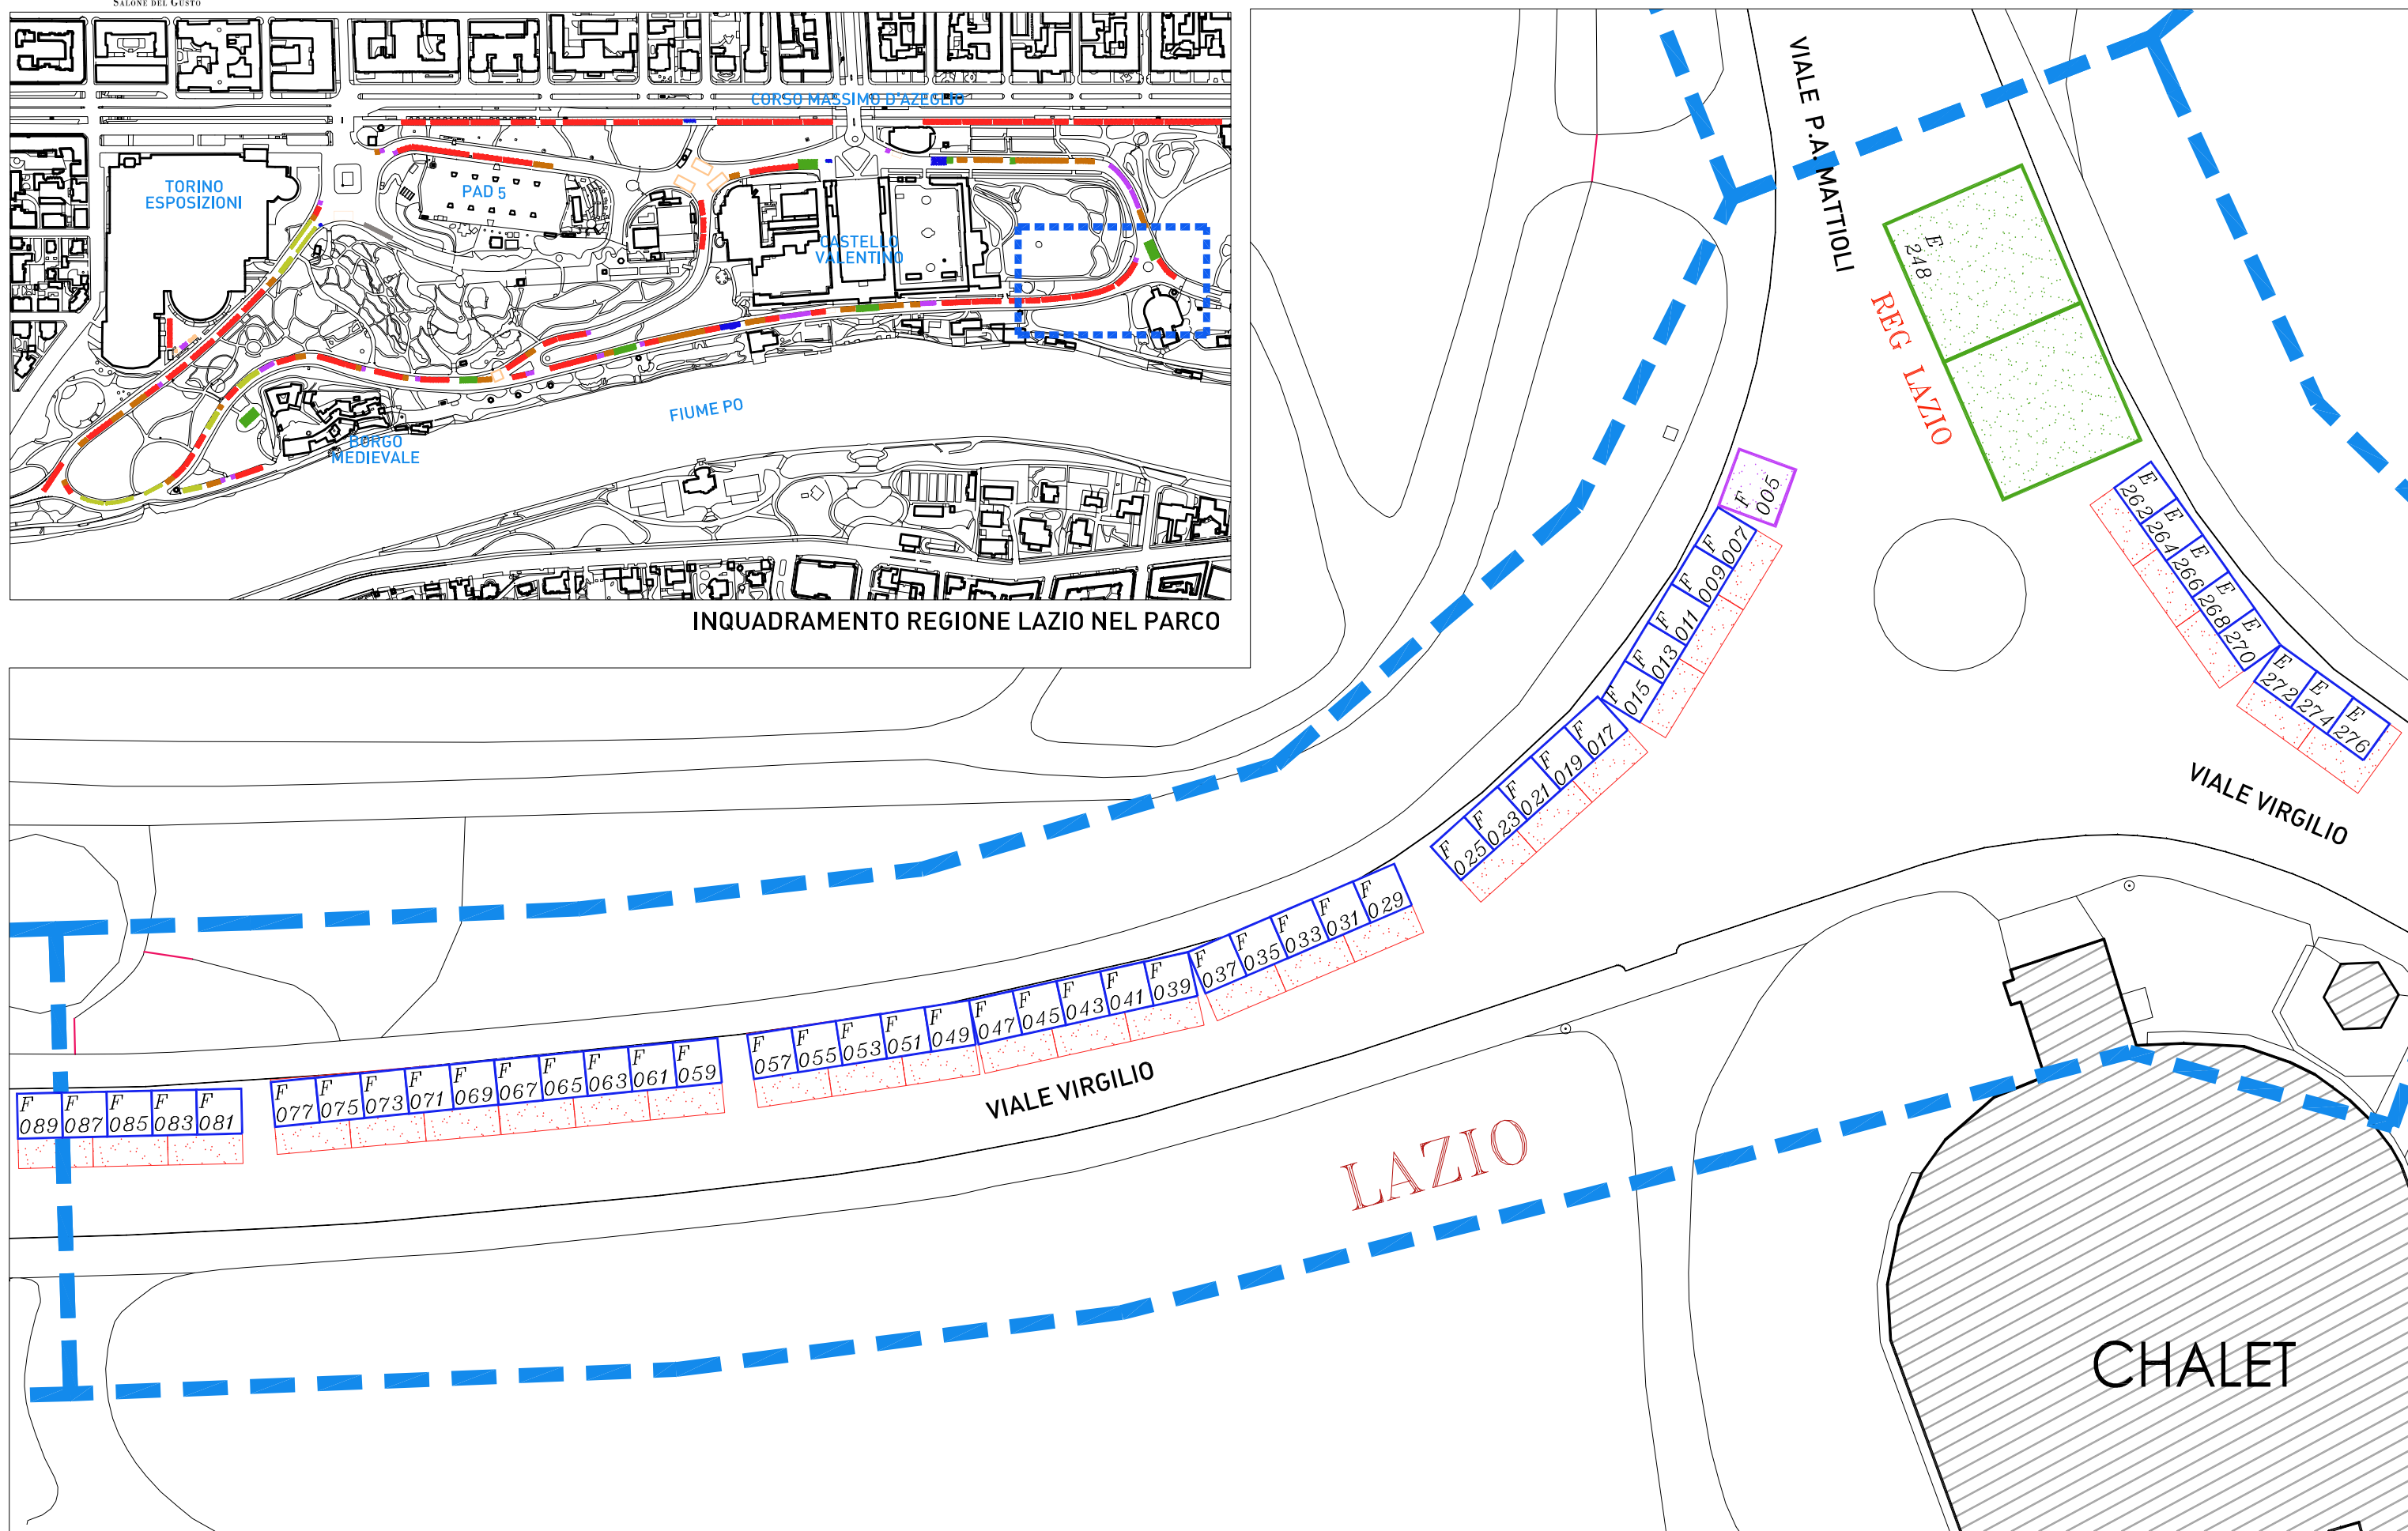 SALONE DEL GUSTO
CORSO MASSIMO D'AZEGLIO
TORINO
ESPOSIZIONI
PAD 5
CASTELLO
VALENTINO
FIUME PO
BORGO
MEDIEVALE
INQUADRAMENTO REGIONE LAZIO NEL PARCO
VIALE P.A. MATTIOLI
E
248
REG LAZIO
F
005
F
007
F
009
F
011
F
013
F
015
F
017
F
019
F
021
F
023
F
025
E
262
E
264
E
266
E
268
E
270
E
272
E
274
E
276
VIALE VIRGILIO
F
029
F
031
F
033
F
035
F
037
F
039
F
041
F
043
F
045
F
047
F
049
F
051
F
053
F
055
F
057
F
059
F
061
F
063
F
065
F
067
F
069
F
071
F
073
F
075
F
077
F
081
F
083
F
085
F
087
F
089
VIALE VIRGILIO
LAZIO
CHALET